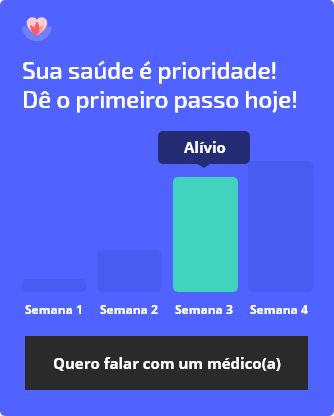 Sua saúde é prioridade!
Dê o primeiro passo hoje!
Alívio
Semana 1 Semana 2 Semana 3 Semana 4
Quero falar com um médico(a)